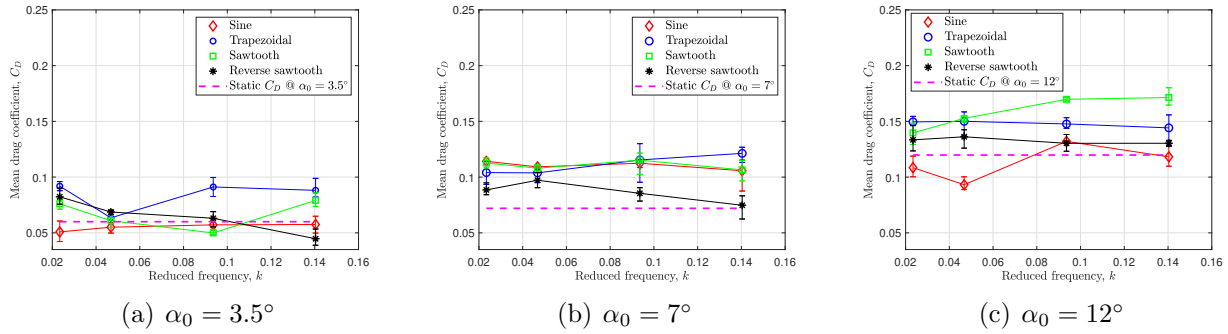 0.25
0.2
0.15
0.1
0.05
0.02 0.04 0.06 0.08 0.10 0.12 0.14 0.16
Mean drag coefficient, C_D
Reduced frequency, k
Sine
Trapezoidal
Sawtooth
Reverse sawtooth
Static C_D @ α_0 = 3.5°
(a) α_0 = 3.5°
0.25
0.2
0.15
0.1
0.05
0.02 0.04 0.06 0.08 0.10 0.12 0.14 0.16
Mean drag coefficient, C_D
Reduced frequency, k
Sine
Trapezoidal
Sawtooth
Reverse sawtooth
Static C_D @ α_0 = 7°
(b) α_0 = 7°
0.25
0.2
0.15
0.1
0.05
0.02 0.04 0.06 0.08 0.10 0.12 0.14 0.16
Mean drag coefficient, C_D
Reduced frequency, k
Sine
Trapezoidal
Sawtooth
Reverse sawtooth
Static C_D @ α_0 = 12°
(c) α_0 = 12°